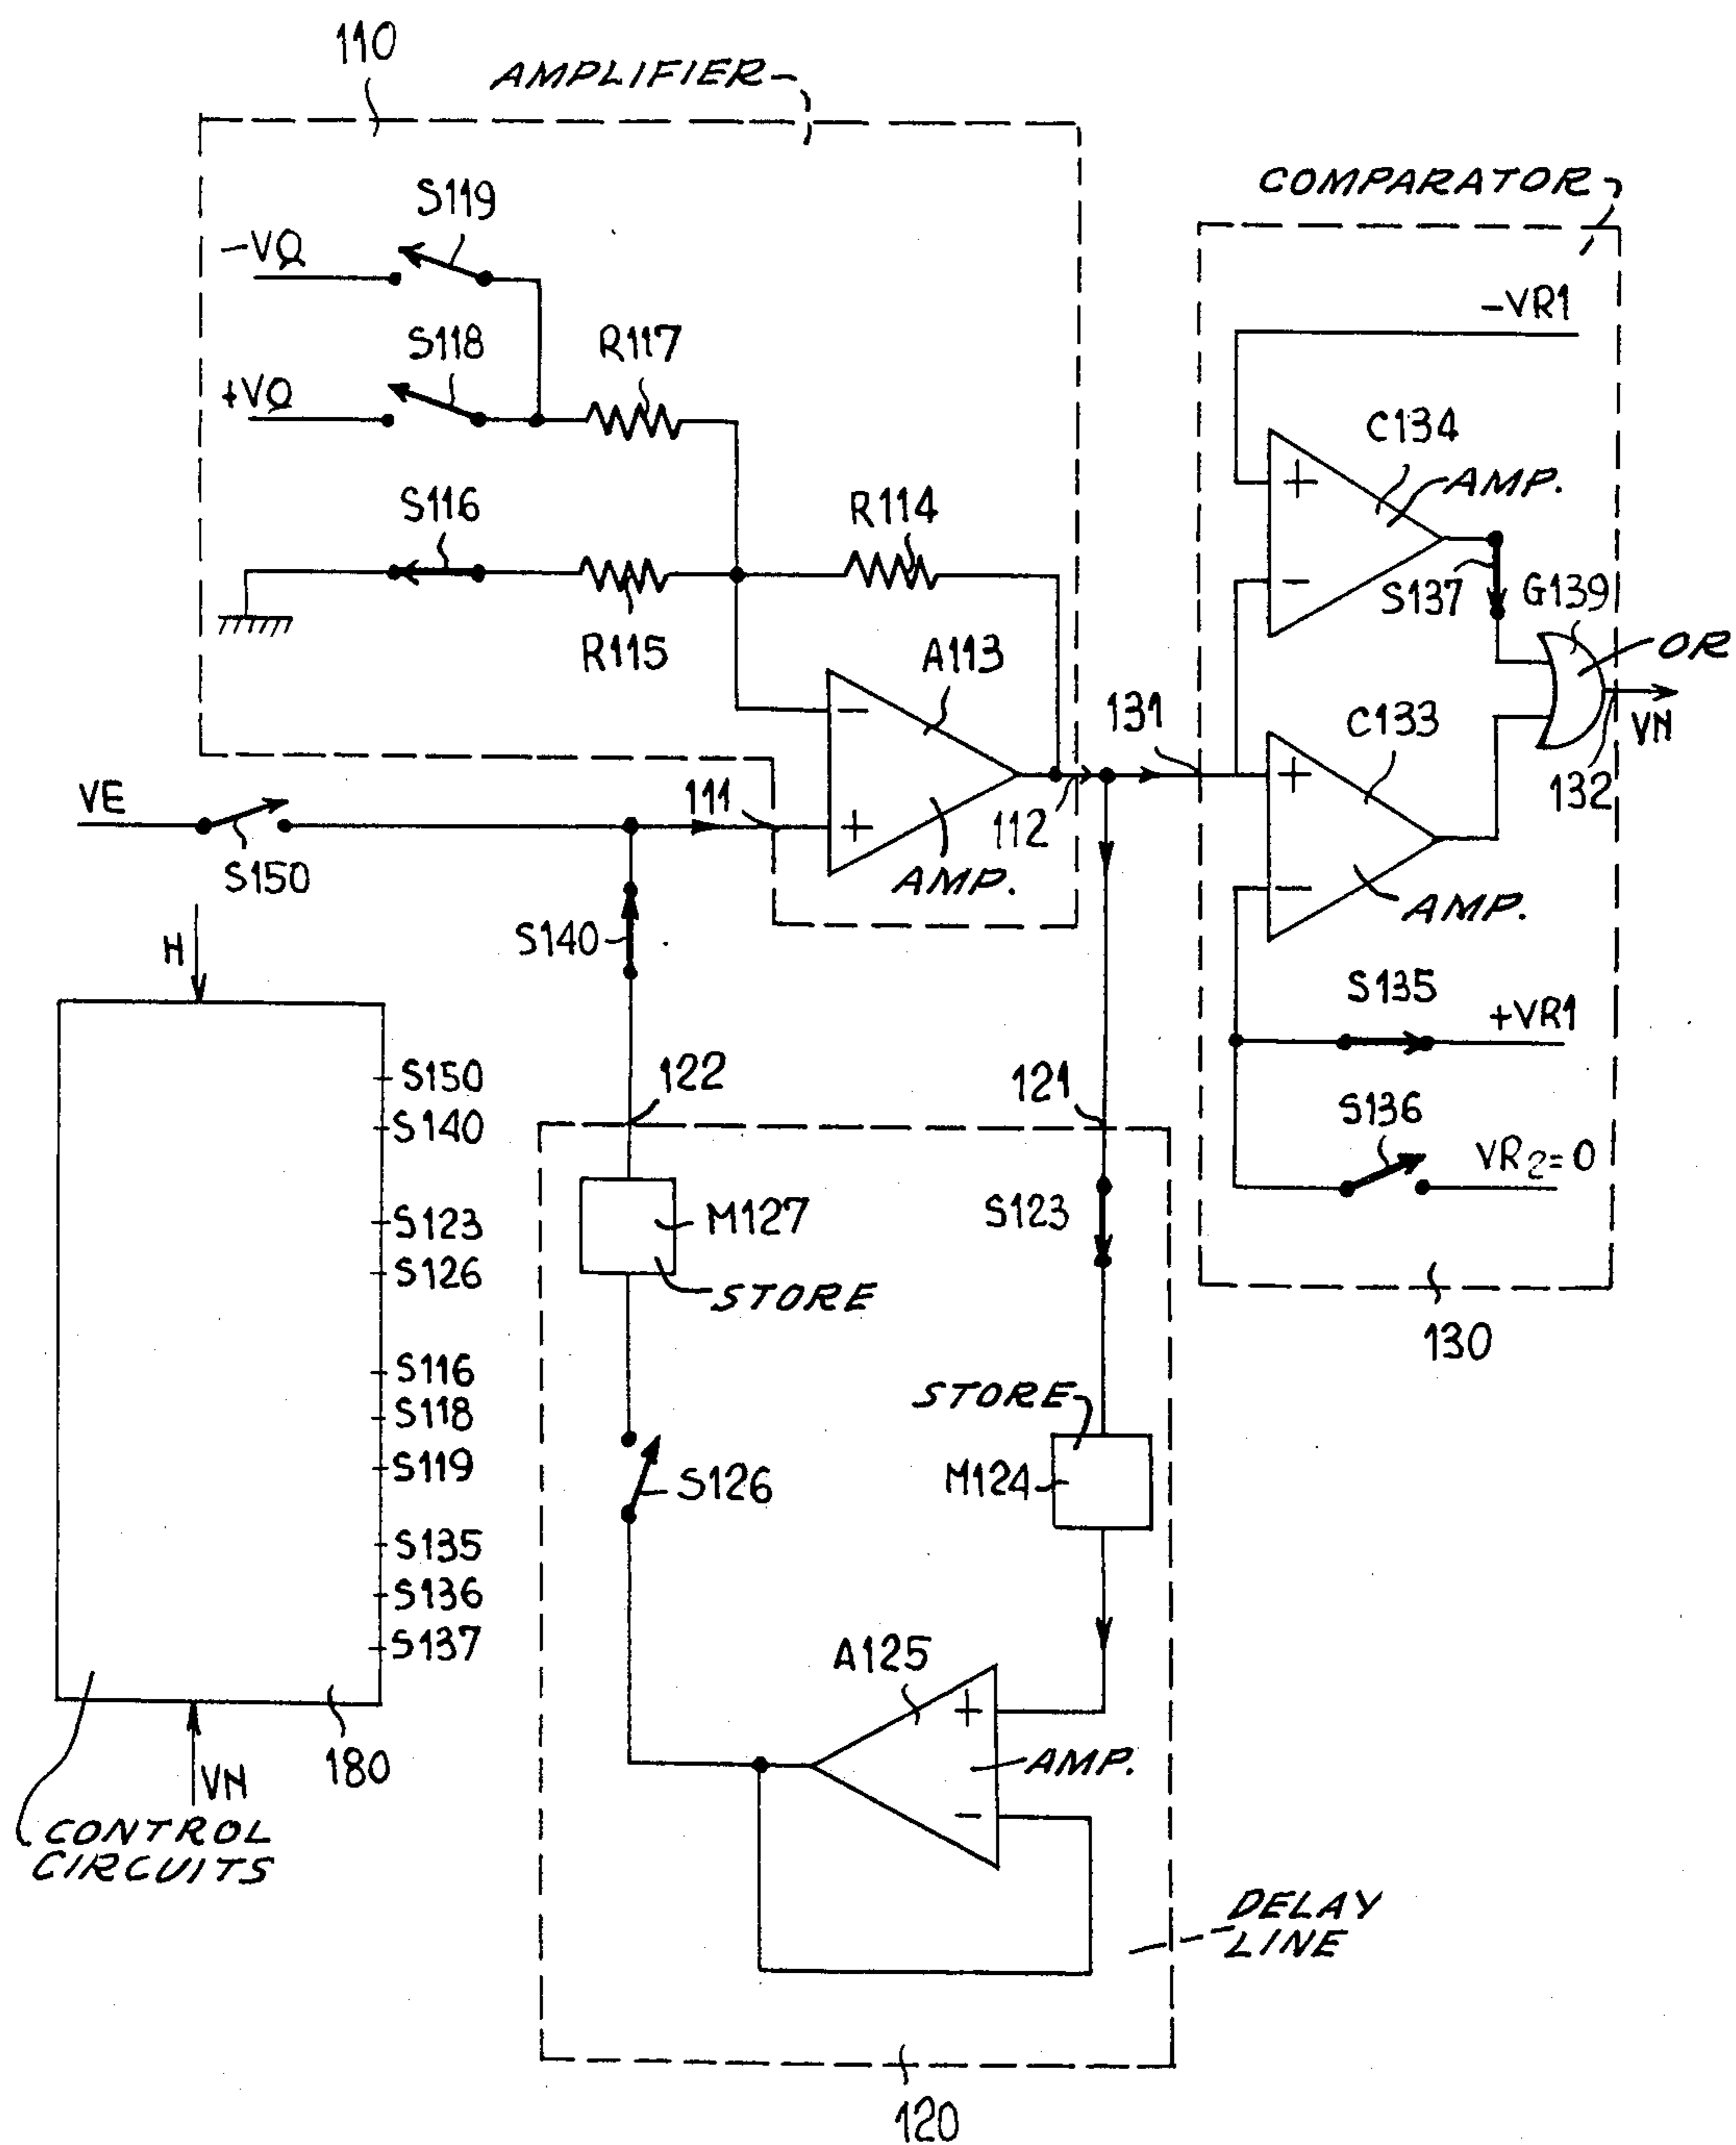 110
AMPLIFIER
COMPARATOR
S119
-VQ
S118
+VQ
R117
-VR1
C134
+
AMP.
S116
R114
-
S137
G139
OR
R115
A113
-
131
C133
VN
132
VE
111
+
112
+
S150
AMP.
-
AMP.
H
S140
S135
+VR1
S150
S140
122
121
S136
VR2=0
S123
S126
M127
STORE
S123
130
S116
S118
S119
STORE
S126
M124
S135
S136
S137
A125
+
AMP.
-
180
VN
CONTROL
CIRCUITS
DELAY
LINE
120